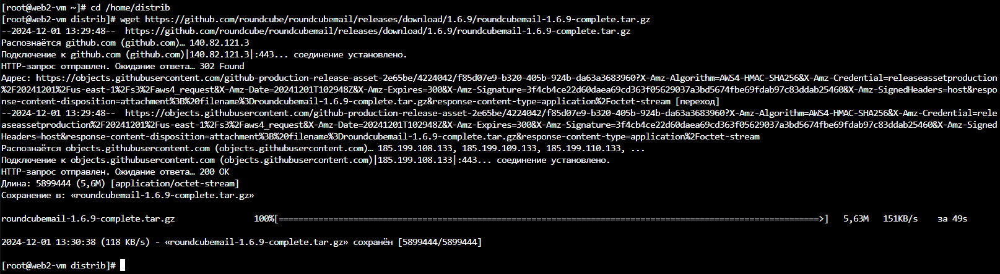 [root@web2-vm ~]# cd /home/distrib
[root@web2-vm distrib]# wget https://github.com/roundcube/roundcubemail/releases/download/1.6.9/roundcubemail-1.6.9-complete.tar.gz
--2024-12-01 13:29:48--  https://github.com/roundcube/roundcubemail/releases/download/1.6.9/roundcubemail-1.6.9-complete.tar.gz
Распознаётся github.com (github.com)… 140.82.121.3
Подключение к github.com (github.com)|140.82.121.3|:443... соединение установлено.
HTTP-запрос отправлен. Ожидание ответа… 302 Found
Адрес: https://objects.githubusercontent.com/github-production-release-asset-2e65be/4224042/f85d07e9-b320-405b-924b-da63a3683960?X-Amz-Algorithm=AWS4-HMAC-SHA256&X-Amz-Credential=releaseassetproduction
%2F20241201%2Fus-east-1%2Fs3%2Faws4_request&X-Amz-Date=20241201T102948Z&X-Amz-Expires=300&X-Amz-Signature=3f4cb4ce22d60daea69cd363f05629037a3bd5674fbe69fdab97c83ddab25460&X-Amz-SignedHeaders=host&respo
nse-content-disposition=attachment%3B%20filename%3Droundcubemail-1.6.9-complete.tar.gz&response-content-type=application%2Foctet-stream [переход]
--2024-12-01 13:29:48--  https://objects.githubusercontent.com/github-production-release-asset-2e65be/4224042/f85d07e9-b320-405b-924b-da63a3683960?X-Amz-Algorithm=AWS4-HMAC-SHA256&X-Amz-Credential=rele
aseassetproduction%2F20241201%2Fus-east-1%2Fs3%2Faws4_request&X-Amz-Date=20241201T102948Z&X-Amz-Expires=300&X-Amz-Signature=3f4cb4ce22d60daea69cd363f05629037a3bd5674fbe69fdab97c83ddab25460&X-Amz-Signed
Headers=host&response-content-disposition=attachment%3B%20filename%3Droundcubemail-1.6.9-complete.tar.gz&response-content-type=application%2Foctet-stream
Распознаётся objects.githubusercontent.com (objects.githubusercontent.com)… 185.199.108.133, 185.199.109.133, 185.199.110.133, ...
Подключение к objects.githubusercontent.com (objects.githubusercontent.com)|185.199.108.133|:443... соединение установлено.
HTTP-запрос отправлен. Ожидание ответа… 200 OK
Длина: 5899444 (5,6M) [application/octet-stream]
Сохранение в: «roundcubemail-1.6.9-complete.tar.gz»
roundcubemail-1.6.9-complete.tar.gz                100%[=============================================================================================================>]   5,63M   151KB/s    за 49s
2024-12-01 13:30:38 (118 KB/s) - «roundcubemail-1.6.9-complete.tar.gz» сохранён [5899444/5899444]
[root@web2-vm distrib]#